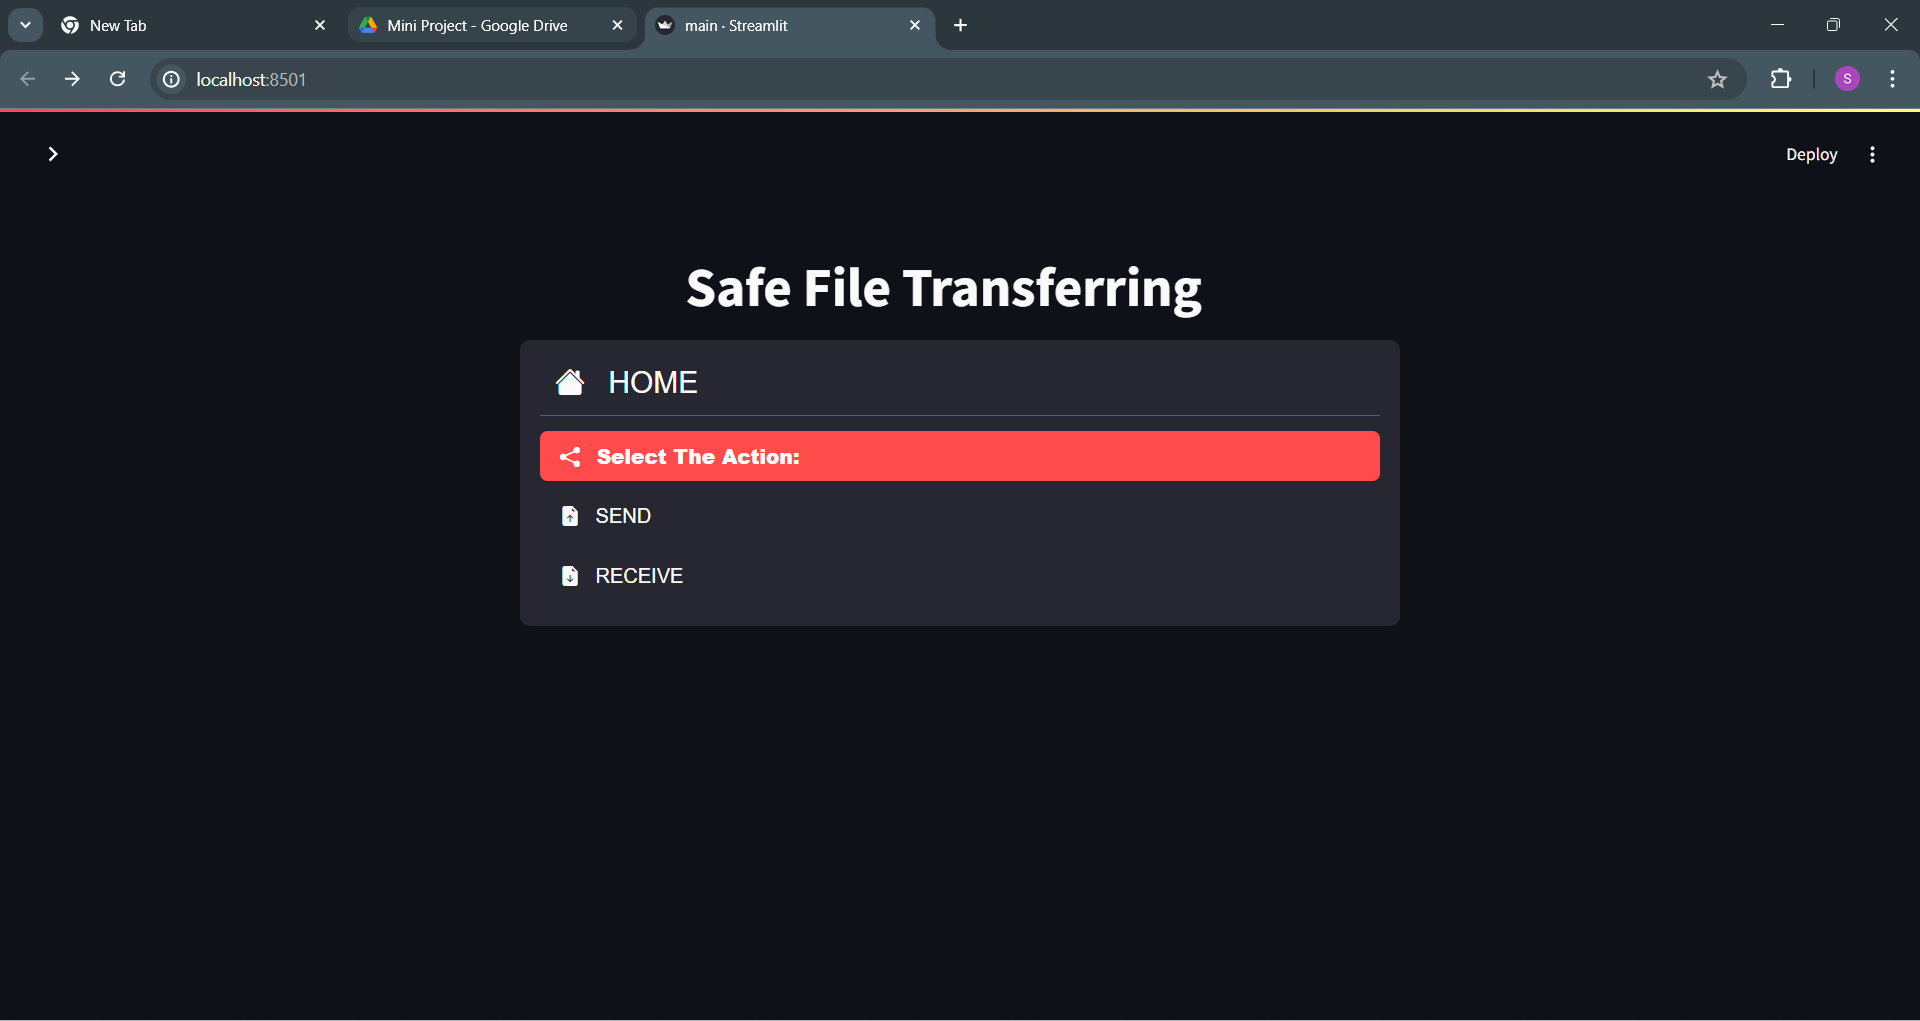 New Tab
Mini Project - Google Drive
main · Streamlit
localhost:8501
S
Deploy
Safe File Transferring
HOME
Select The Action:
SEND
RECEIVE